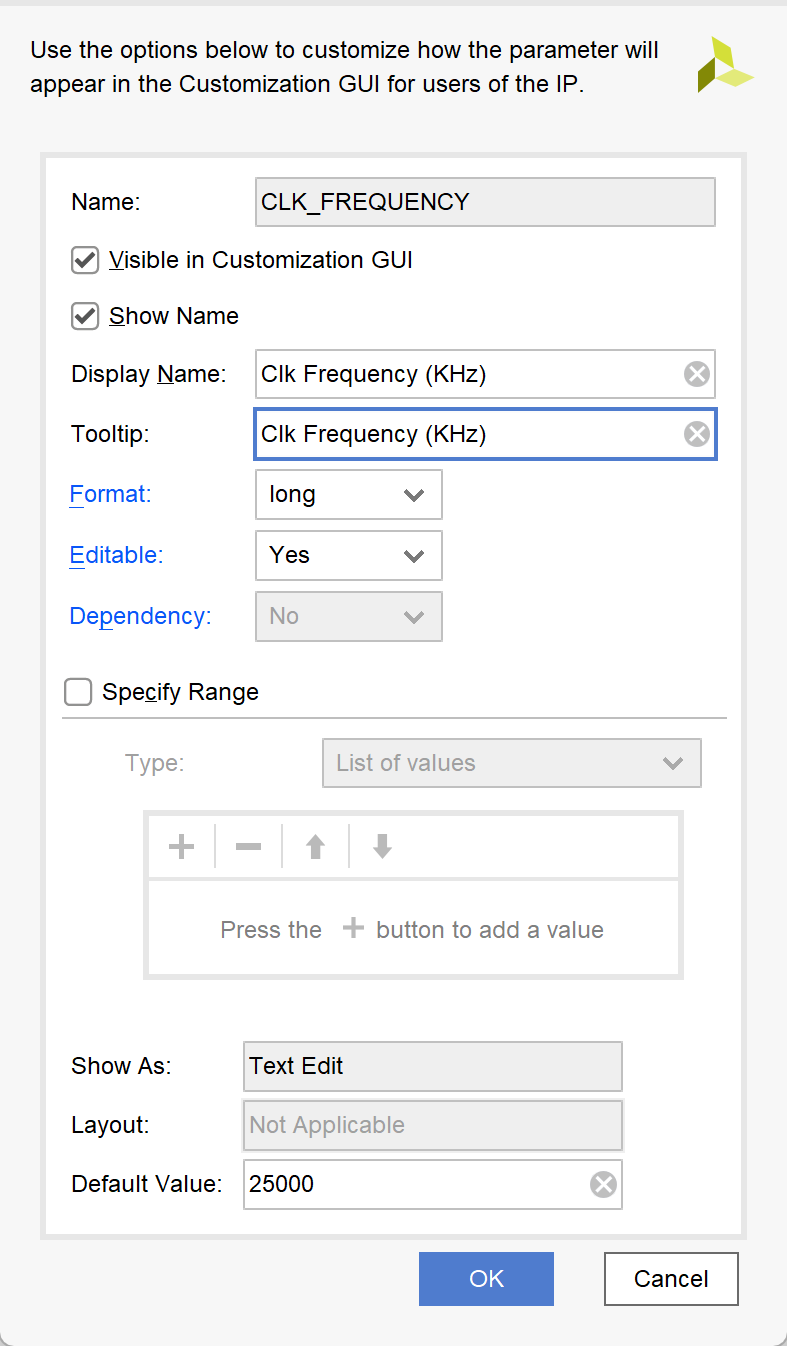 Use the options below to customize how the parameter will
appear in the Customization GUI for users of the IP.
Name: CLK_FREQUENCY
Visible in Customization GUI
Show Name
Display Name: Clk Frequency (KHz)
Tooltip: Clk Frequency (KHz)
Format: long
Editable: Yes
Dependency: No
Specify Range
Type: List of values
Press the + button to add a value
Show As: Text Edit
Layout: Not Applicable
Default Value: 25000
OK Cancel